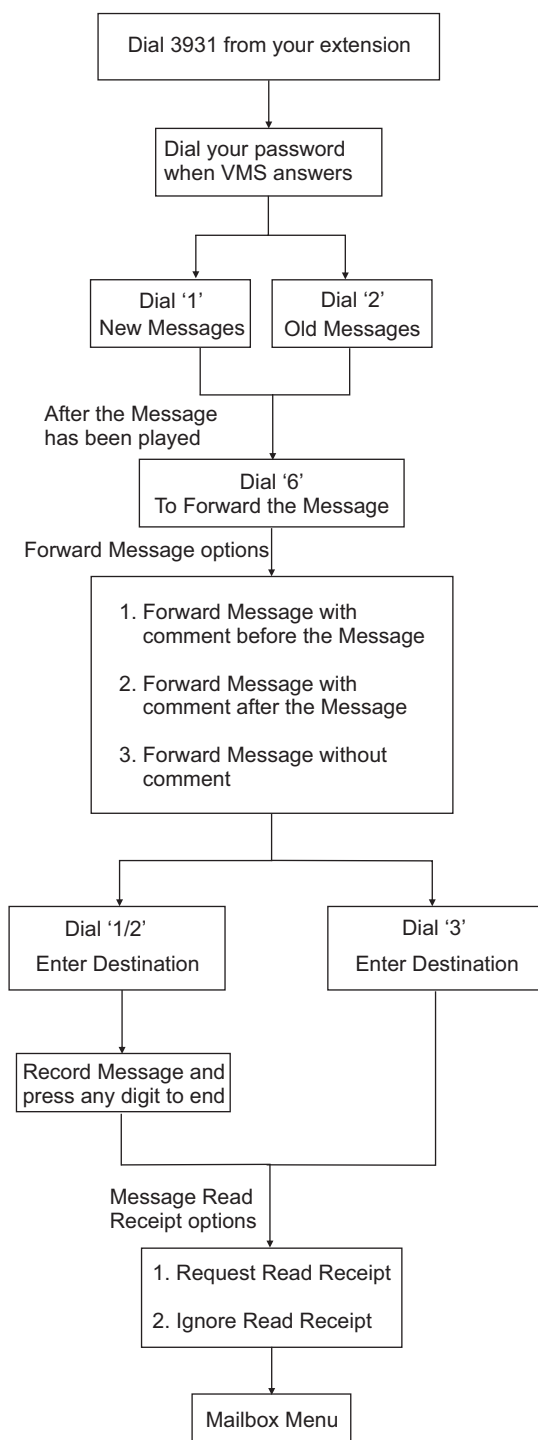 Dial 3931 from your extension
Dial your password
when VMS answers
Dial ‘1’
New Messages
Dial ‘2’
Old Messages
After the Message
has been played
Dial ‘6’
To Forward the Message
Forward Message options
1. Forward Message with
comment before the Message
2. Forward Message with
comment after the Message
3. Forward Message without
comment
Dial ‘1/2’
Enter Destination
Dial ‘3’
Enter Destination
Record Message and
press any digit to end
Message Read
Receipt options
1. Request Read Receipt
2. Ignore Read Receipt
Mailbox Menu